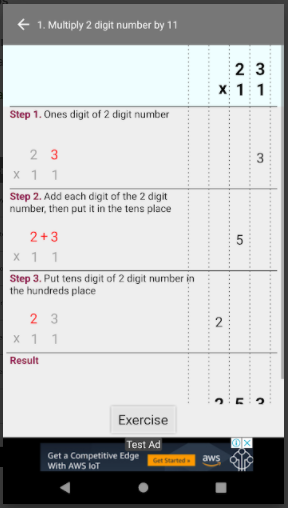 1. Multiply 2 digit number by 11
2 3
x 1 1
Step 1. Ones digit of 2 digit number
2 3
3
x 1 1
Step 2. Add each digit of the 2 digit
number, then put it in the tens place
2+3
5
x 1 1
Step 3. Put tens digit of 2 digit number in
the hundreds place
2 3
2
x 1 1
Result
2 5 3
Exercise
Test Ad
Get a Competitive Edge
With AWS IoT
Get Started
aws